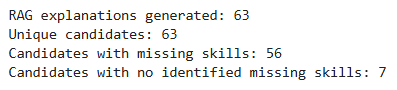 RAG explanations generated: 63
Unique candidates: 63
Candidates with missing skills: 56
Candidates with no identified missing skills: 7